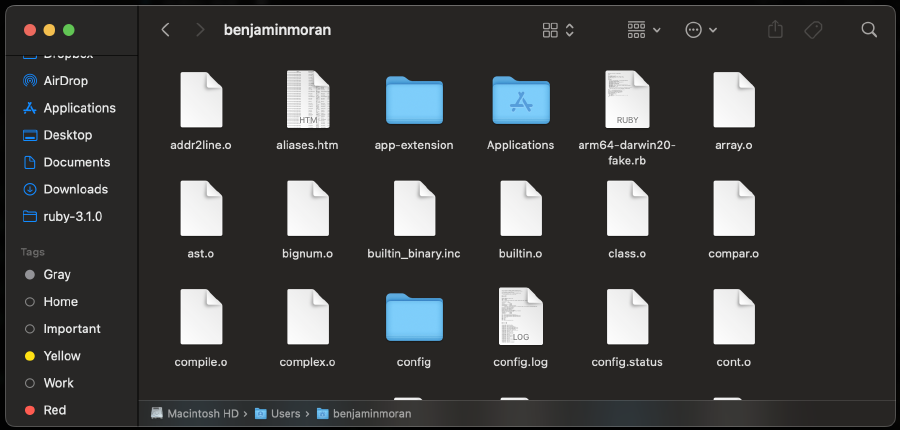 benjaminmoran
Dropbox
AirDrop
Applications
Desktop
Documents
Downloads
ruby-3.1.0
Tags
Gray
Home
Important
Yellow
Work
Red
HTM
RUBY
addr2line.o
aliases.htm
app-extension
Applications
arm64-darwin20-
fake.rb
array.o
ast.o
bignum.o
builtin_binary.inc
builtin.o
class.o
compar.o
LOG
compile.o
complex.o
config
config.log
config.status
cont.o
Macintosh HD › Users › benjaminmoran